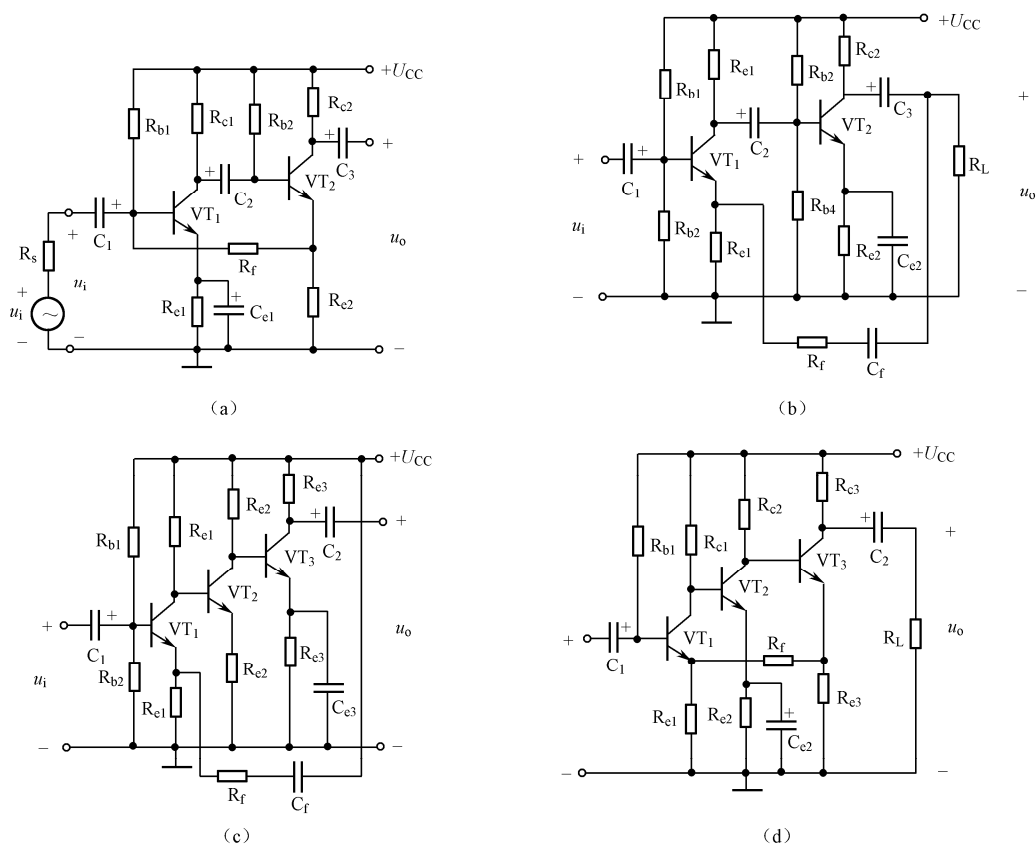 +UCC
Rb1
Rc1
Rb2
Rc2
+
+
C3
VT2
+
C2
VT1
+
C1
+
Rs
ui
+
ui
−
−
Rf
Re1
+
Ce1
Re2
uo
−
(a)
+UCC
Rb1
Re1
Rb2
Rc2
+
C3
+
VT2
+
C2
VT1
+
+
C1
ui
Rb2
Re1
Rb4
Re2
Ce2
RL
uo
−
−
Rf
Cf
(b)
+UCC
Rb1
Re1
Re2
Re3
+
+
C2
VT3
VT2
VT1
+
+
C1
Rb2
ui
Re1
Re2
Re3
Ce3
uo
−
−
Rf
Cf
(c)
+UCC
Rb1
Rc1
Rc2
Rc3
+
+
C2
VT3
VT2
VT1
+
+
C1
Rf
RL
uo
Re1
Re2
+
Ce2
Re3
−
−
(d)